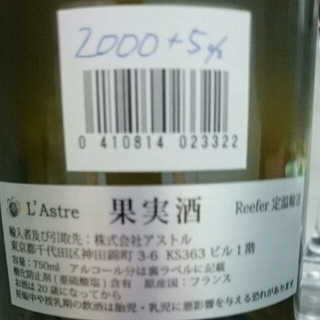 2000+5%
0 410814 023322
L'Astre 果実酒 Reefer 定温輸送
輸入者及び引取先：株式会社アストル
東京都千代田区神田錦町 3-6 KS363 ビル 1 階
容量：750ml アルコール分は裏ラベルに記載
酸化防止剤（亜硫酸塩）含有 原産国：フランス
お酒は20歳になってから
妊娠中や授乳期の飲酒は胎児・乳児に悪影響を与える恐れがあります